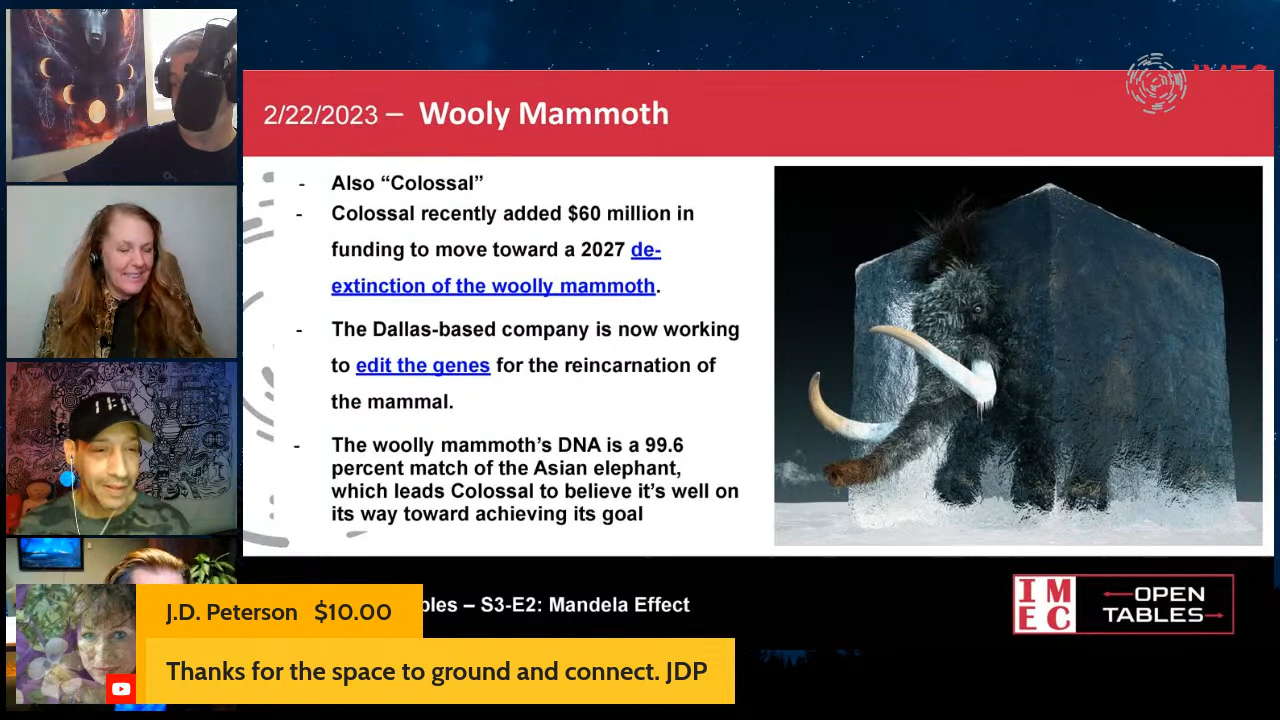 2/22/2023 – Wooly Mammoth
- Also “Colossal”
- Colossal recently added $60 million in
funding to move toward a 2027 de-
extinction of the woolly mammoth.
- The Dallas-based company is now working
to edit the genes for the reincarnation of
the mammal.
- The woolly mammoth’s DNA is a 99.6
percent match of the Asian elephant,
which leads Colossal to believe it’s well on
its way toward achieving its goal
– S3-E2: Mandela Effect
IM
EC
OPEN
TABLES
J.D. Peterson $10.00
Thanks for the space to ground and connect. JDP